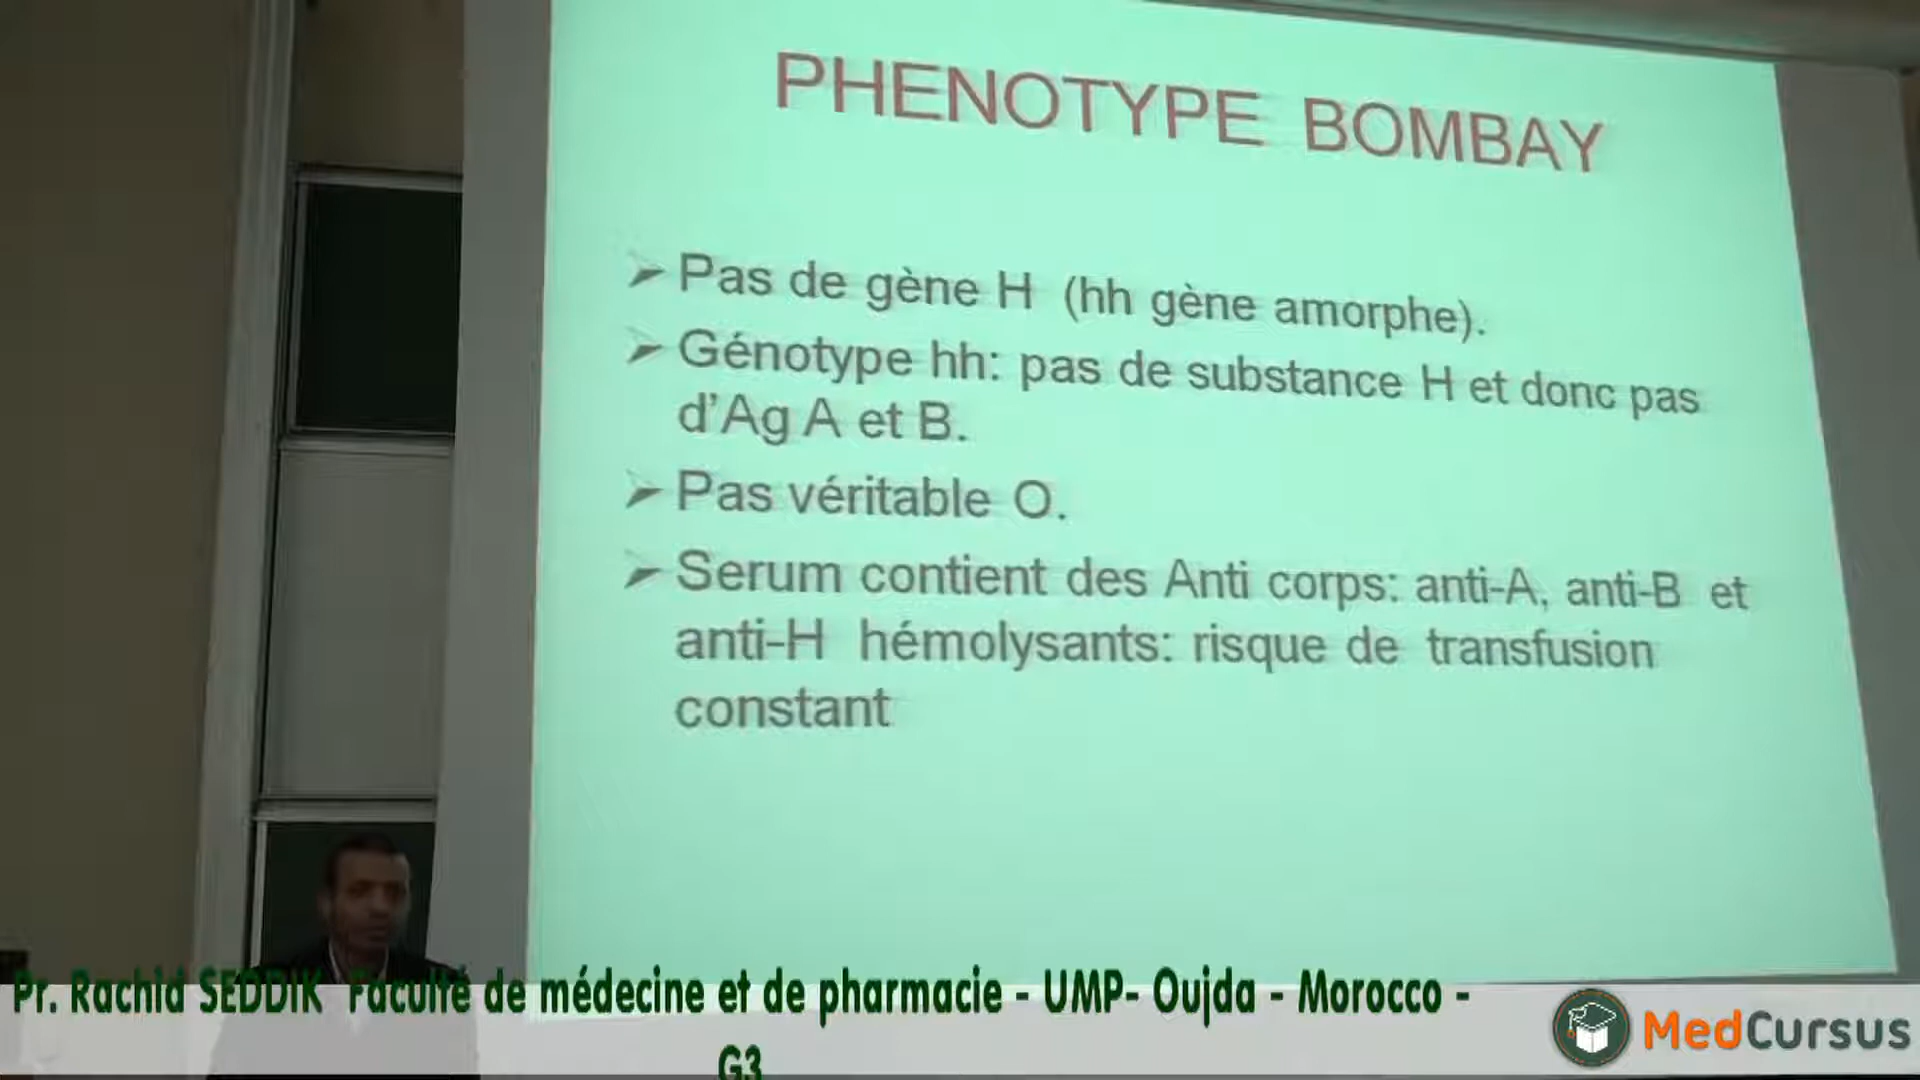 PHENOTYPE BOMBAY
➢ Pas de gène H (hh gène amorphe).
➢ Génotype hh: pas de substance H et donc pas
d'Ag A et B.
➢ Pas véritable O.
➢ Serum contient des Anti corps: anti-A, anti-B et
anti-H hémolysants: risque de transfusion
constant
Pr. Rachid SEDDIK Faculté de médecine et de pharmacie - UMP- Oujda - Morocco -
G3
MedCursus